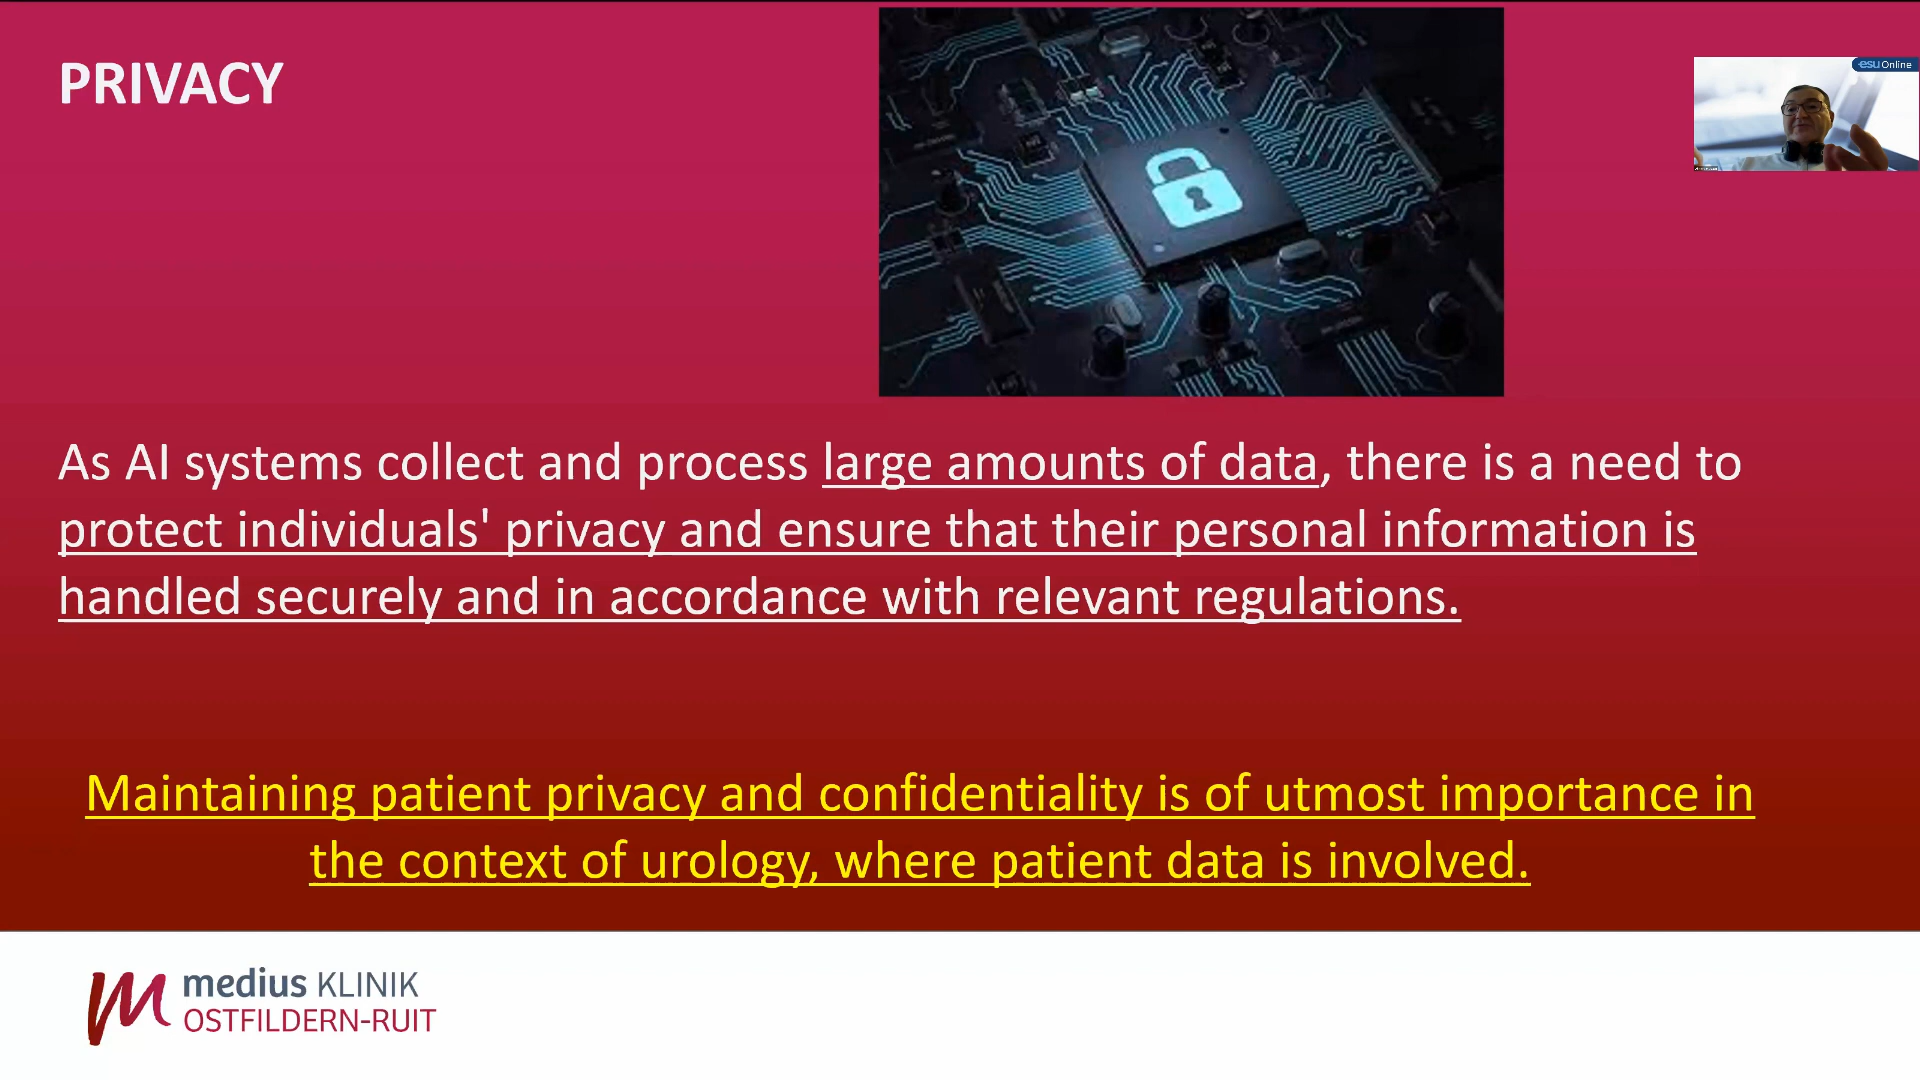 PRIVACY
esu Online
As AI systems collect and process large amounts of data, there is a need to
protect individuals' privacy and ensure that their personal information is
handled securely and in accordance with relevant regulations.
Maintaining patient privacy and confidentiality is of utmost importance in
the context of urology, where patient data is involved.
medius KLINIK
OSTFILDERN-RUIT